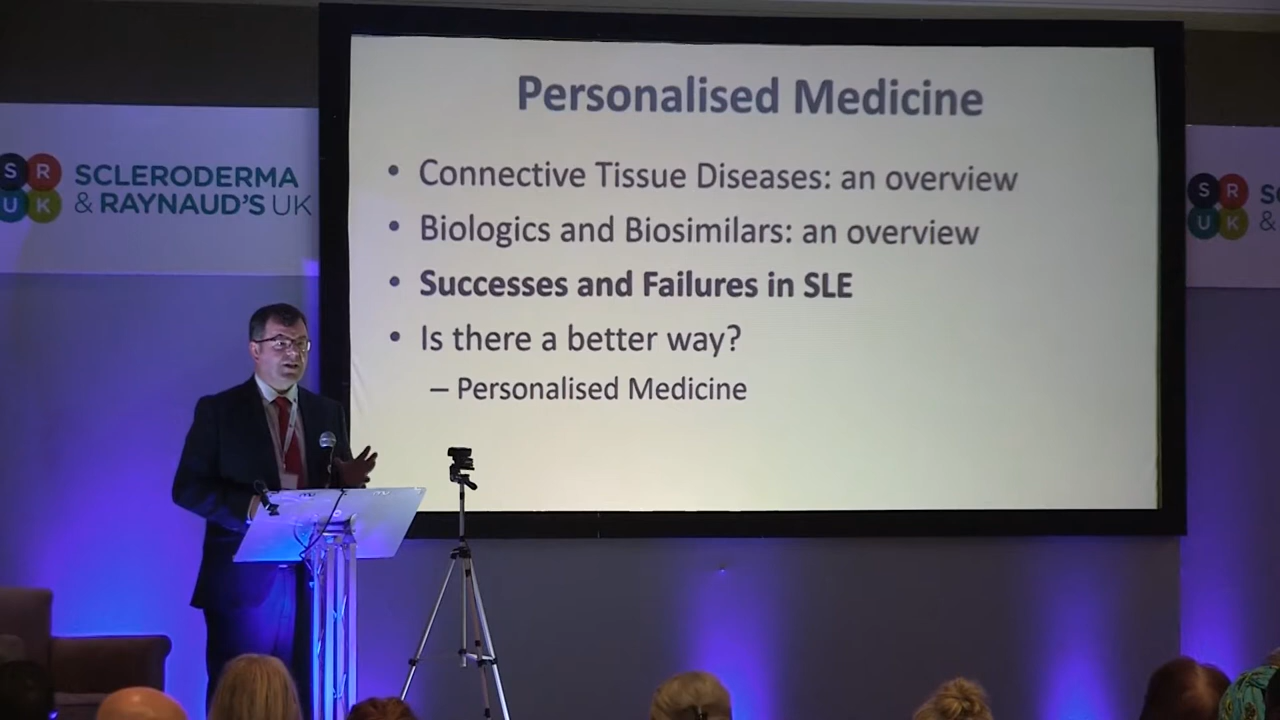 Personalised Medicine
• Connective Tissue Diseases: an overview
• Biologics and Biosimilars: an overview
• Successes and Failures in SLE
• Is there a better way?
– Personalised Medicine
S R
U K
SCLERODERMA
& RAYNAUD'S UK
S R
U K
&